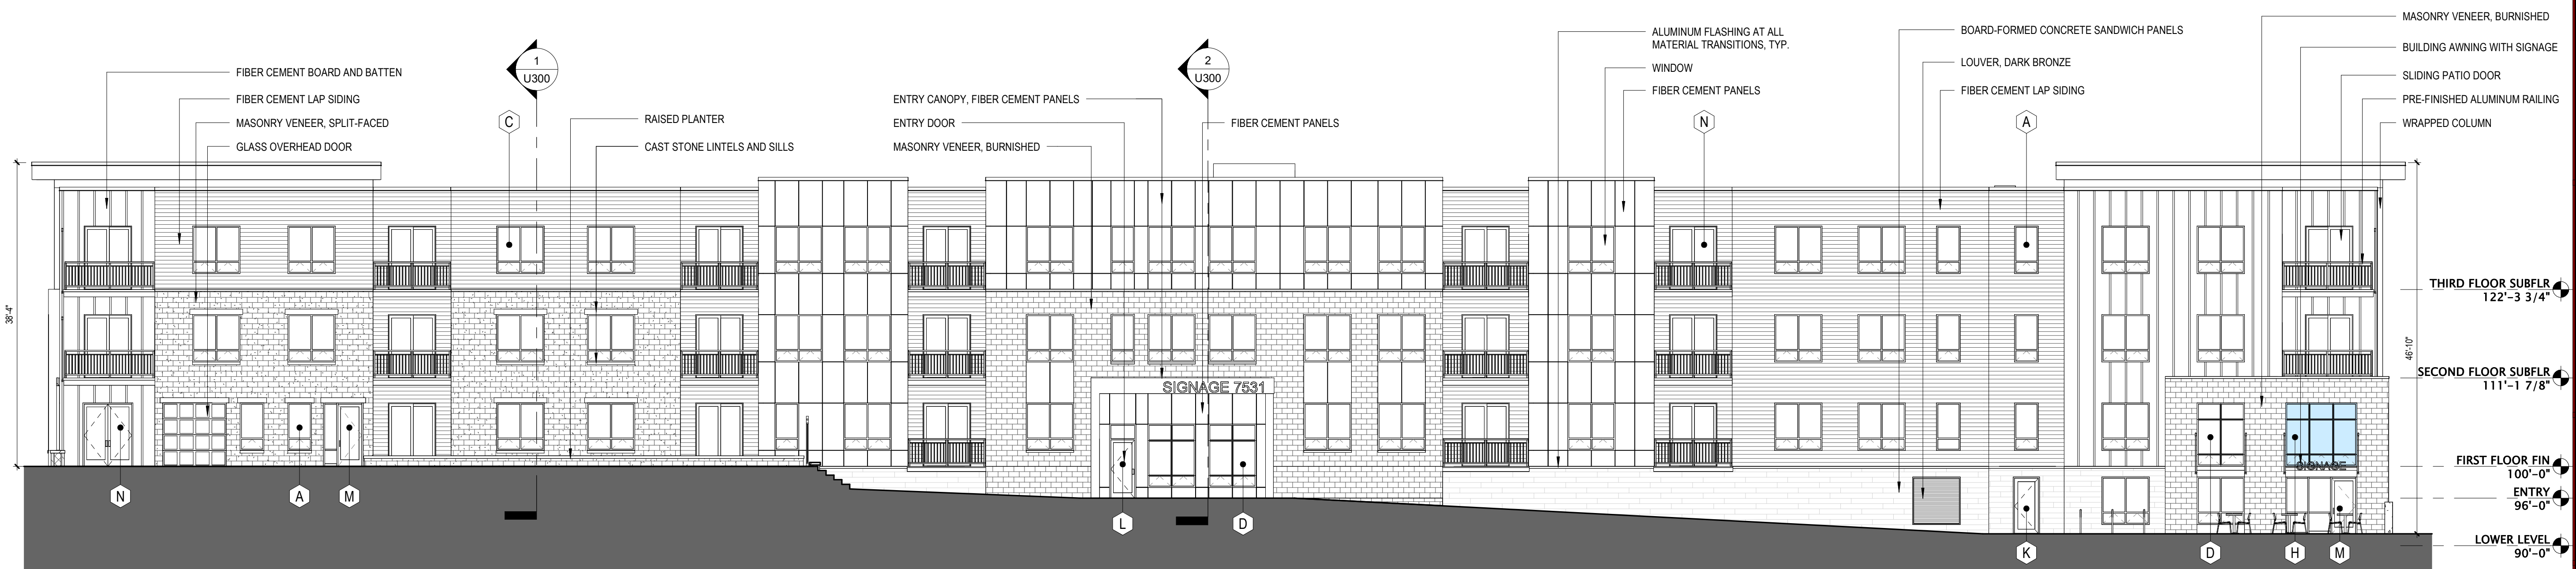 MASONRY VENEER, BURNISHED
ALUMINUM FLASHING AT ALL
MATERIAL TRANSITIONS, TYP.
BOARD-FORMED CONCRETE SANDWICH PANELS
BUILDING AWNING WITH SIGNAGE
1
U300
2
U300
FIBER CEMENT BOARD AND BATTEN
WINDOW
LOUVER, DARK BRONZE
SLIDING PATIO DOOR
FIBER CEMENT LAP SIDING
ENTRY CANOPY, FIBER CEMENT PANELS
FIBER CEMENT PANELS
FIBER CEMENT LAP SIDING
PRE-FINISHED ALUMINUM RAILING
MASONRY VENEER, SPLIT-FACED
C
RAISED PLANTER
ENTRY DOOR
FIBER CEMENT PANELS
N
A
WRAPPED COLUMN
GLASS OVERHEAD DOOR
CAST STONE LINTELS AND SILLS
MASONRY VENEER, BURNISHED
38'-4"
46'-10"
THIRD FLOOR SUBFLR
122'-3 3/4"
SECOND FLOOR SUBFLR
111'-1 7/8"
SIGNAGE 7531
SIGNAGE
FIRST FLOOR FIN
100'-0"
ENTRY
96'-0"
LOWER LEVEL
90'-0"
N
A
M
L
D
K
D
H
M